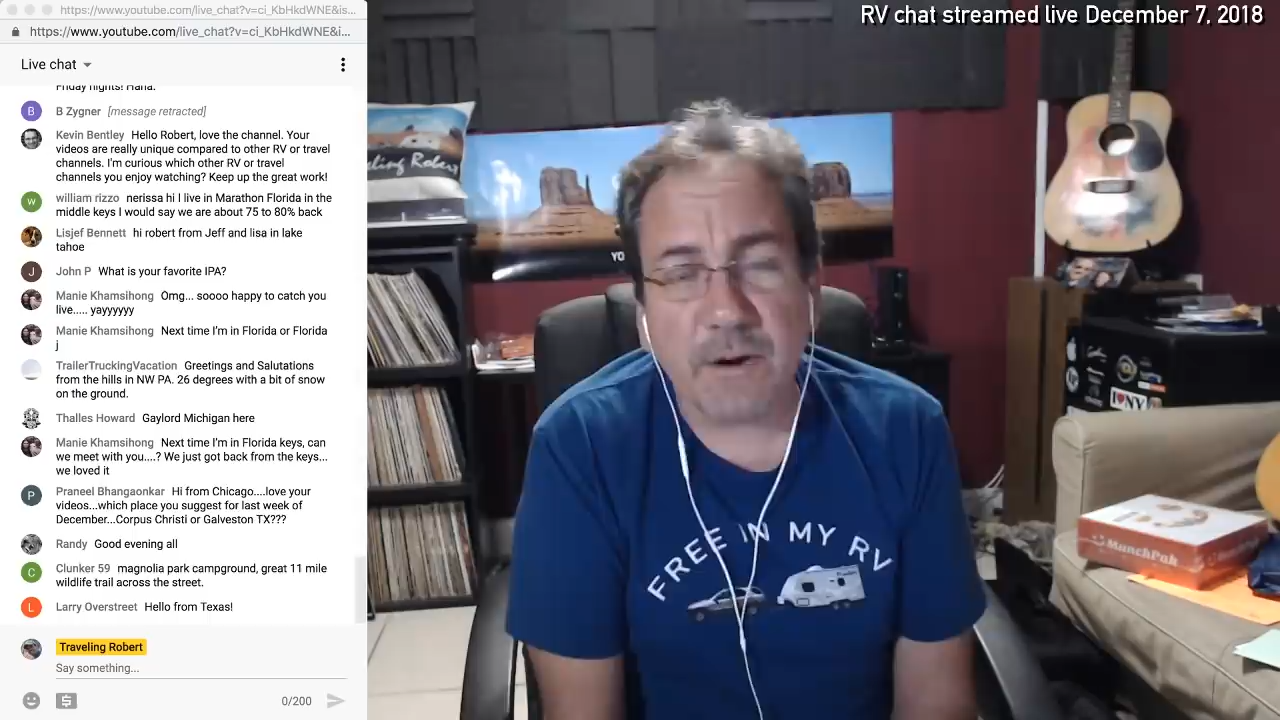 RV chat streamed live December 7, 2018
https://www.youtube.com/live_chat?v=ci_KbHkdWNE&is...
https://www.youtube.com/live_chat?v=ci_KbHkdWNE&i...
Live chat
Friday nights! Haha.
B
B Zygner [message retracted]
Kevin Bentley Hello Robert, love the channel. Your
videos are really unique compared to other RV or travel
channels. I'm curious which other RV or travel
channels you enjoy watching? Keep up the great work!
w
william rizzo nerissa hi I live in Marathon Florida in the
middle keys I would say we are about 75 to 80% back
Lisjef Bennett hi robert from Jeff and lisa in lake
tahoe
J
John P What is your favorite IPA?
Manie Khamsihong Omg... soooo happy to catch you
live..... yayyyyyy
Manie Khamsihong Next time I'm in Florida or Florida
j
TrailerTruckingVacation Greetings and Salutations
from the hills in NW PA. 26 degrees with a bit of snow
on the ground.
Thalles Howard Gaylord Michigan here
Manie Khamsihong Next time I'm in Florida keys, can
we meet with you....? We just got back from the keys...
we loved it
P
Praneel Bhangaonkar Hi from Chicago....love your
videos...which place you suggest for last week of
December...Corpus Christi or Galveston TX???
Randy Good evening all
C
Clunker 59 magnolia park campground, great 11 mile
wildlife trail across the street.
L
Larry Overstreet Hello from Texas!
Traveling Robert
Say something...
0/200
eling Robert
YO
FREE IN MY RV
I♥NY
MUNCHPAK